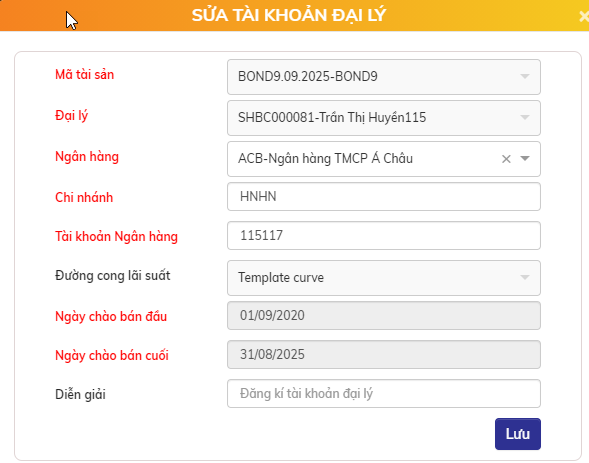 SỬA TÀI KHOẢN ĐẠI LÝ
Mã tài sản BOND9.09.2025-BOND9
Đại lý SHBC000081-Trần Thị Huyền115
Ngân hàng ACB-Ngân hàng TMCP Á Châu
Chi nhánh HNHN
Tài khoản Ngân hàng 115117
Đường cong lãi suất Template curve
Ngày chào bán đầu 01/09/2020
Ngày chào bán cuối 31/08/2025
Diễn giải Đăng kí tài khoản đại lý
Lưu